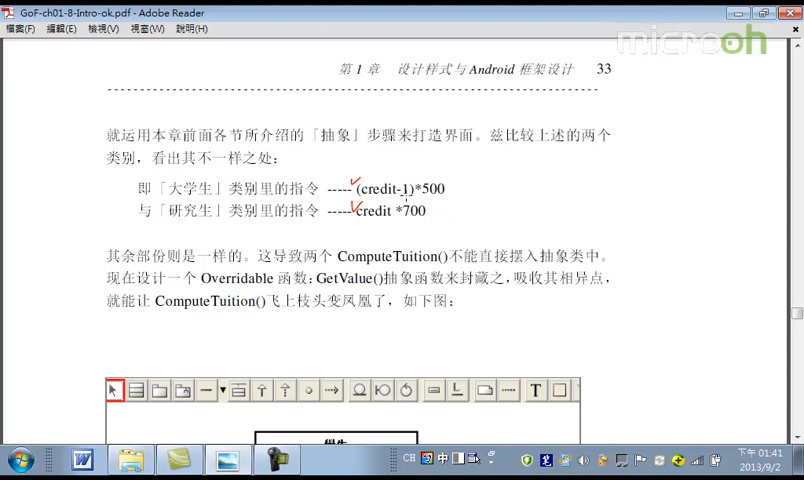 GoF-ch01-8-Intro-ok.pdf - Adobe Reader
檔案(F) 編輯(E) 檢視(V) 視窗(W) 說明(H)
microoh
第 1 章 设计样式与 Android 框架设计 33
就运用本章前面各节所介绍的「抽象」步骤来打造界面。兹比较上述的两个
类别，看出其不一样之处：
即「大学生」类别里的指令 ----- (credit-1)*500
与「研究生」类别里的指令 ----- credit *700
其余部份则是一样的。这导致两个 ComputeTuition()不能直接摆入抽象类中。
现在设计一个 Overridable 函数：GetValue()抽象函数来封藏之，吸收其相异点，
就能让 ComputeTuition()飞上枝头变凤凰了，如下图：
T
CH 中
下午 01:41
2013/9/2